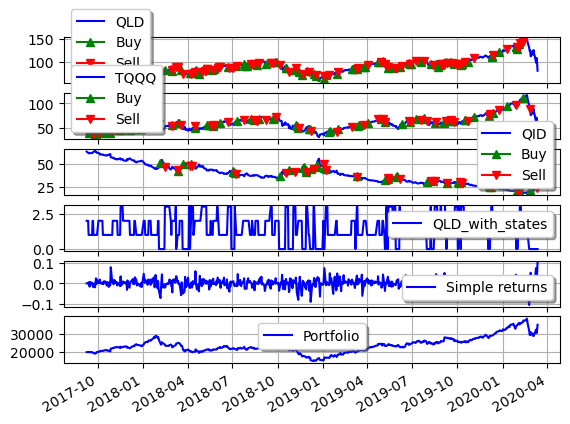 QLD
Buy
Sell
150
100
TQQQ
Buy
Sell
100
50
QID
Buy
Sell
50
25
QLD_with_states
2.5
0.0
Simple returns
0.1
0.0
−0.1
Portfolio
30000
20000
2017-10 2018-01 2018-04 2018-07 2018-10 2019-01 2019-04 2019-07 2019-10 2020-01 2020-04